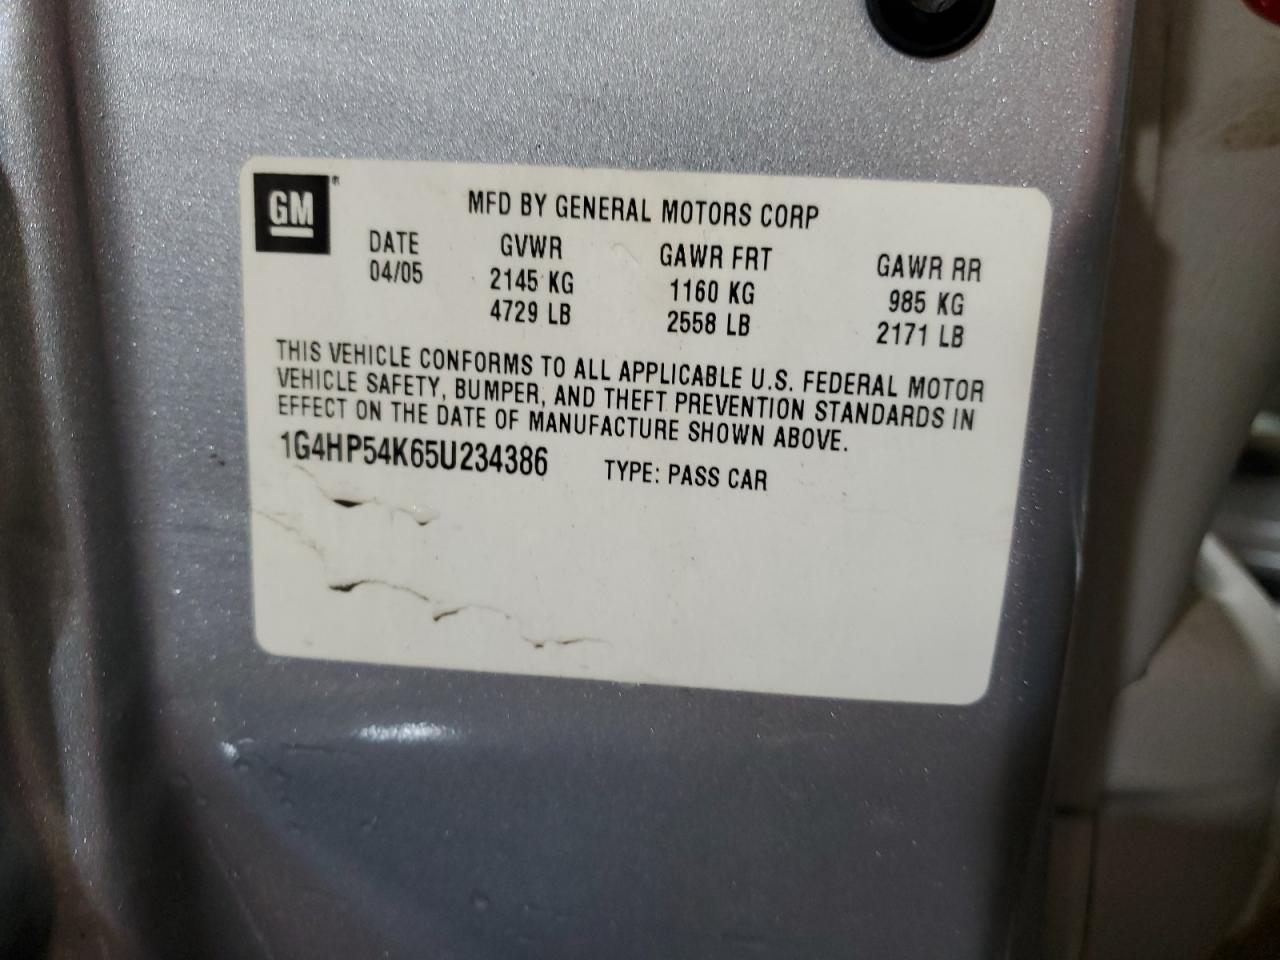 GM®
MFD BY GENERAL MOTORS CORP
DATE GVWR GAWR FRT GAWR RR
04/05 2145 KG 1160 KG 985 KG
4729 LB 2558 LB 2171 LB
THIS VEHICLE CONFORMS TO ALL APPLICABLE U.S. FEDERAL MOTOR
VEHICLE SAFETY, BUMPER, AND THEFT PREVENTION STANDARDS IN
EFFECT ON THE DATE OF MANUFACTURE SHOWN ABOVE.
1G4HP54K65U234386 TYPE: PASS CAR